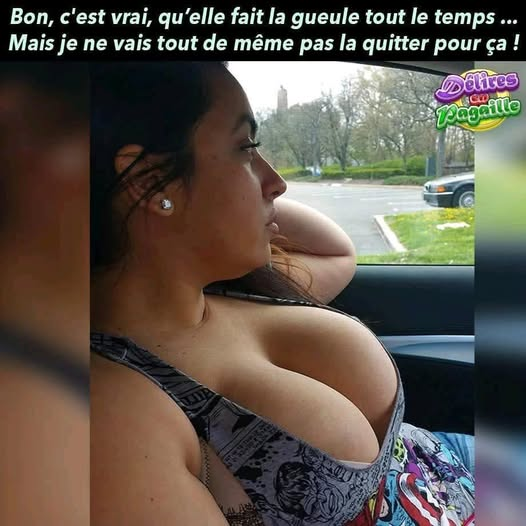 Bon, c'est vrai, qu’elle fait la gueule tout le temps ...
Mais je ne vais tout de même pas la quitter pour ça !
Délires
en
Pagaille